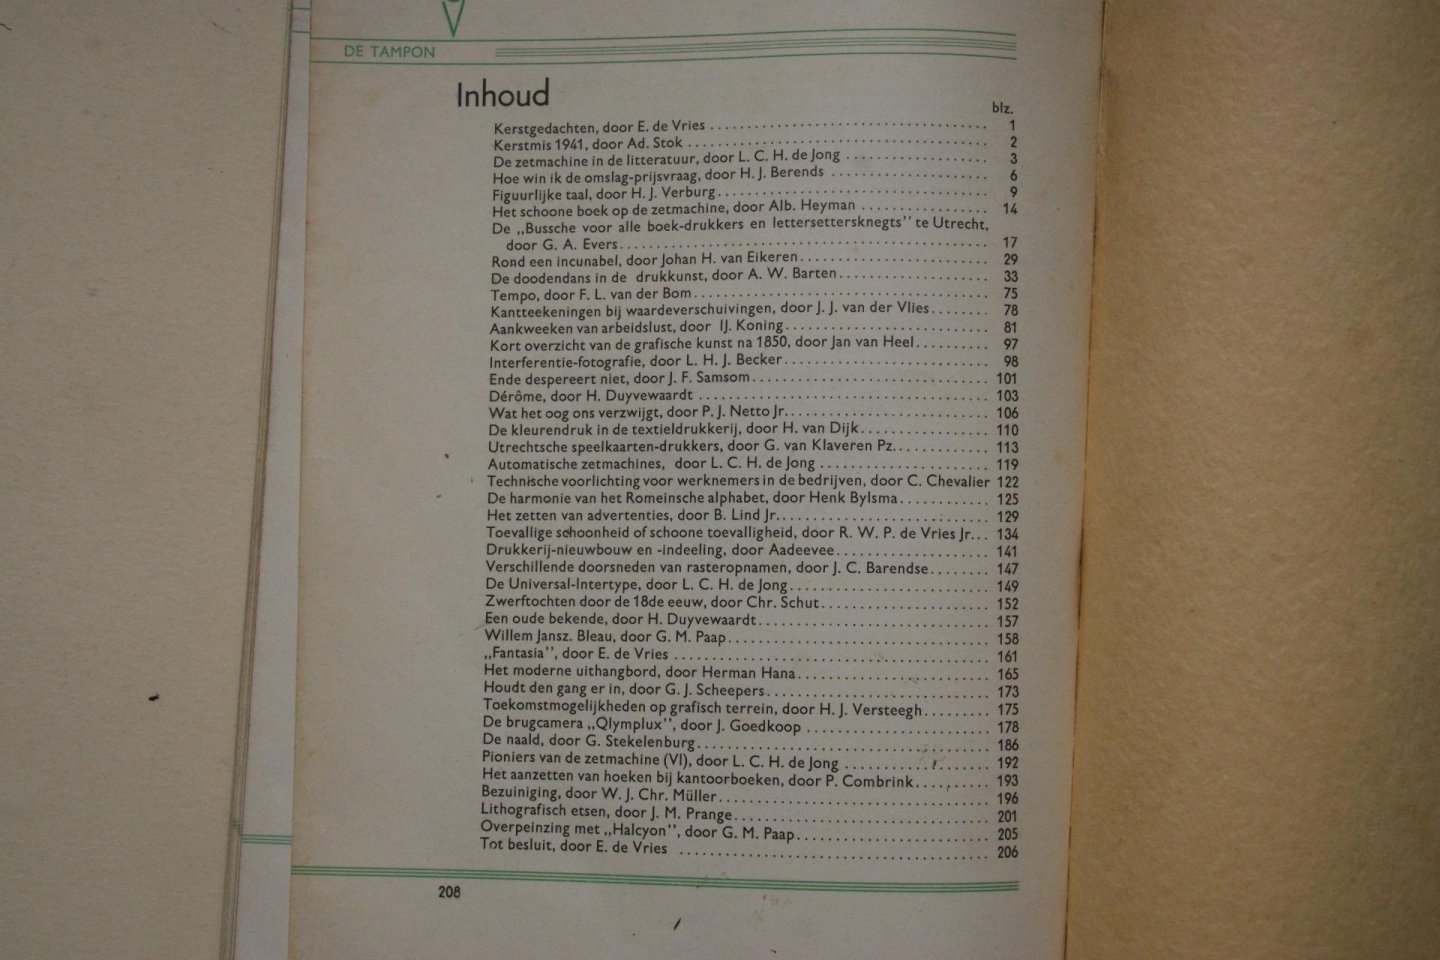 DE TAMPON
Inhoud
blz.
Kerstgedachten, door E. de Vries ........ 1
Kerstmis 1941, door Ad. Stok ........ 2
De zetmachine in de litteratuur, door L. C. H. de Jong ........ 3
Hoe win ik de omslag-prijsvraag, door H. J. Berends ........ 6
Figuurlijke taal, door H. J. Verburg ........ 9
Het schoone boek op de zetmachine, door Alb. Heyman ........ 14
De „Bussche voor alle boek-drukkers en lettersettersknegts" te Utrecht,
door G. A. Evers ........ 17
Rond een incunabel, door Johan H. van Eikeren ........ 29
De doodendans in de drukkunst, door A. W. Barten ........ 33
Tempo, door F. L. van der Bom ........ 75
Kantteekeningen bij waardeverschuivingen, door J. J. van der Vlies ........ 78
Aankweeken van arbeidslust, door IJ. Koning ........ 81
Kort overzicht van de grafische kunst na 1850, door Jan van Heel ........ 97
Interferentie-fotografie, door L. H. J. Becker ........ 98
Ende despereert niet, door J. F. Samsom ........ 101
Dérôme, door H. Duyvewaardt ........ 103
Wat het oog ons verzwijgt, door P. J. Netto Jr. ........ 106
De kleurendruk in de textieldrukkerij, door H. van Dijk ........ 110
Utrechtsche speelkaarten-drukkers, door G. van Klaveren Pz. ........ 113
Automatische zetmachines, door L. C. H. de Jong ........ 119
Technische voorlichting voor werknemers in de bedrijven, door C. Chevalier 122
De harmonie van het Romeinsche alphabet, door Henk Bylsma ........ 125
Het zetten van advertenties, door B. Lind Jr. ........ 129
Toevallige schoonheid of schoone toevalligheid, door R. W. P. de Vries Jr... 134
Drukkerij-nieuwbouw en -indeeling, door Aadeevee ........ 141
Verschillende doorsneden van rasteropnamen, door J. C. Barendse ........ 147
De Universal-Intertype, door L. C. H. de Jong ........ 149
Zwerftochten door de 18de eeuw, door Chr. Schut ........ 152
Een oude bekende, door H. Duyvewaardt ........ 157
Willem Jansz. Bleau, door G. M. Paap ........ 158
„Fantasia", door E. de Vries ........ 161
Het moderne uithangbord, door Herman Hana ........ 165
Houdt den gang er in, door G. J. Scheepers ........ 173
Toekomstmogelijkheden op grafisch terrein, door H. J. Versteegh ........ 175
De brugcamera „Qlymplux", door J. Goedkoop ........ 178
De naald, door G. Stekelenburg ........ 186
Pioniers van de zetmachine (VI), door L. C. H. de Jong ........ 192
Het aanzetten van hoeken bij kantoorboeken, door P. Combrink ........ 193
Bezuiniging, door W. J. Chr. Müller ........ 196
Lithografisch etsen, door J. M. Prange ........ 201
Overpeinzing met „Halcyon", door G. M. Paap ........ 205
Tot besluit, door E. de Vries ........ 206
208